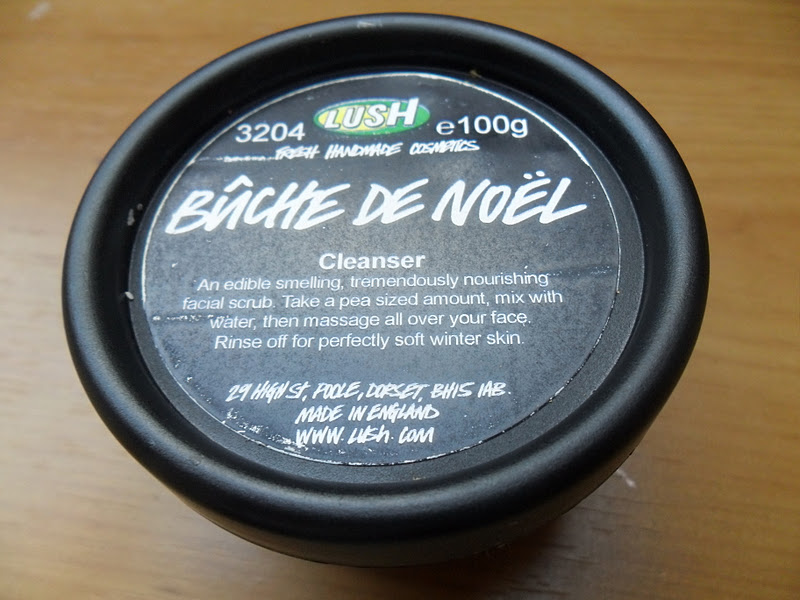 LUSH
3204 e100g
FRESH HANDMADE COSMETICS
BÛCHE DE NOËL
Cleanser
An edible smelling, tremendously nourishing
facial scrub. Take a pea sized amount, mix with
water, then massage all over your face.
Rinse off for perfectly soft winter skin.
29 HIGH St, POOLE, DORSET, BH15 1AB.
MADE IN ENGLAND
WWW.LUSH.COM